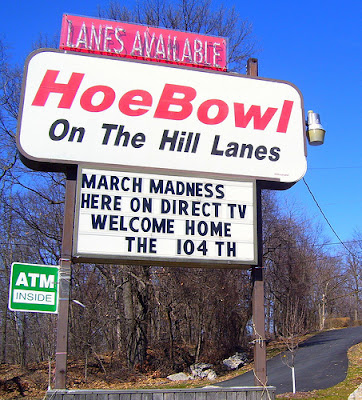 LANES AVAILABLE
HoeBowl
On The Hill Lanes
MARCH MADNESS
HERE ON DIRECT TV
WELCOME HOME
THE 104 TH
ATM
INSIDE